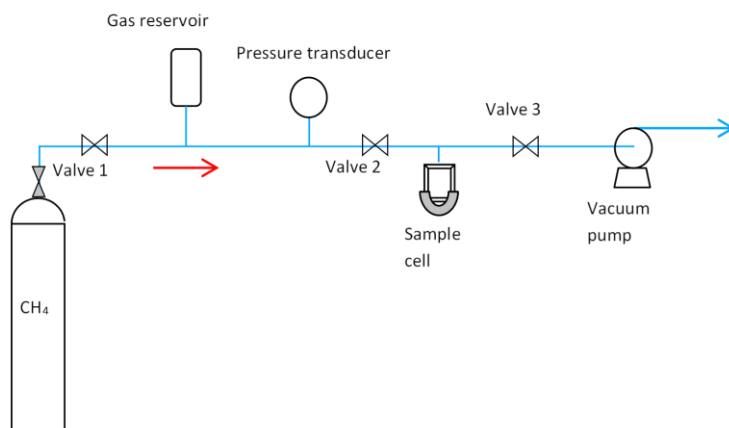 Gas reservoir
Pressure transducer
Valve 3
Valve 1
Valve 2
Sample
cell
Vacuum
pump
CH₄